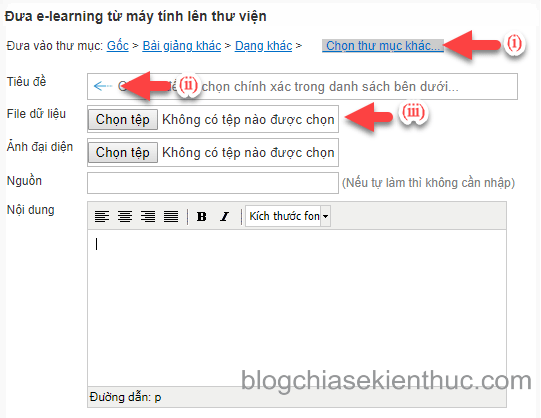 Đưa e-learning từ máy tính lên thư viện
Đưa vào thư mục: Gốc > Bài giảng khác > Dạng khác > Chọn thư mục khác... (i)
Tiêu đề (ii) chọn chính xác trong danh sách bên dưới...
File dữ liệu Chọn tệp Không có tệp nào được chọn (iii)
Ảnh đại diện Chọn tệp Không có tệp nào được chọn
Nguồn (Nếu tự làm thì không cần nhập)
Nội dung B I Kích thước fon
blogchiasekienthuc.com
Đường dẫn: p